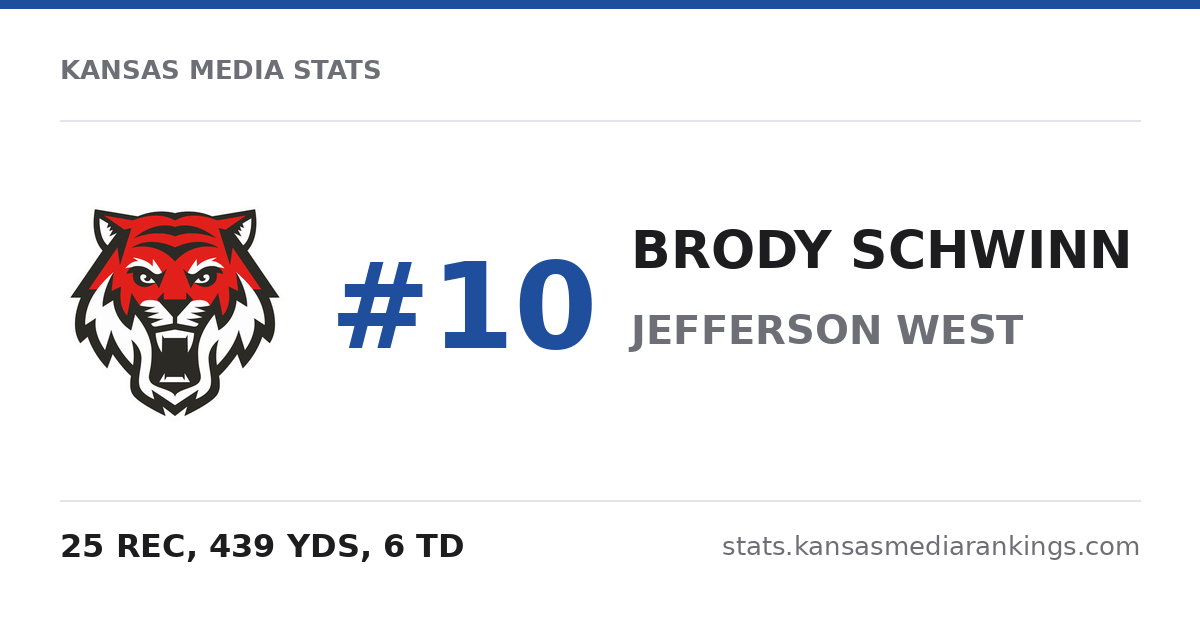 KANSAS MEDIA STATS
#10
BRODY SCHWINN
JEFFERSON WEST
25 REC, 439 YDS, 6 TD
stats.kansasmediarankings.com